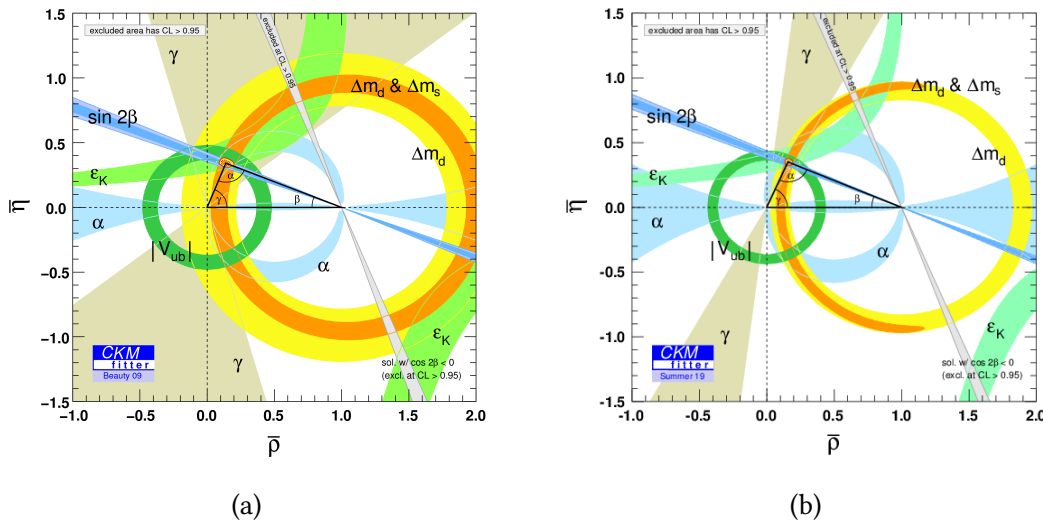 excluded area has CL > 0.95
excluded at CL > 0.95
γ
Δm_d & Δm_s
sin 2β
Δm_d
ε_K
α
α
γ
β
α
|V_ub|
ε_K
γ
CKM
fitter
Beauty 09
sol. w/ cos 2β < 0
(excl. at CL > 0.95)
η̅
1.5
1.0
0.5
0.0
-0.5
-1.0
-1.5
-1.0 -0.5 0.0 0.5 1.0 1.5 2.0
ρ̅
(a)
excluded area has CL > 0.95
excluded at CL > 0.95
γ
Δm_d & Δm_s
sin 2β
Δm_d
ε_K
α
α
γ
β
α
|V_ub|
ε_K
γ
CKM
fitter
Summer 19
sol. w/ cos 2β < 0
(excl. at CL > 0.95)
η̅
1.5
1.0
0.5
0.0
-0.5
-1.0
-1.5
-1.0 -0.5 0.0 0.5 1.0 1.5 2.0
ρ̅
(b)